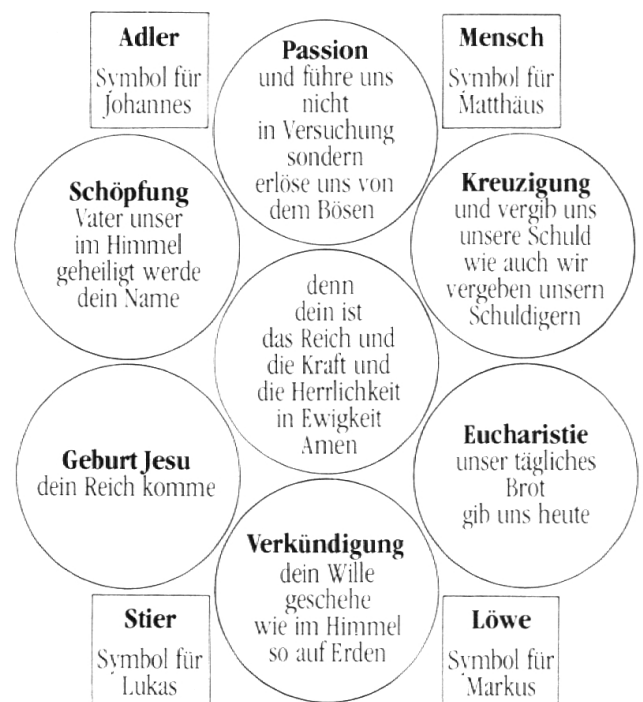 Adler
Symbol für
Johannes
Passion
und führe uns
nicht
in Versuchung
sondern
erlöse uns von
dem Bösen
Mensch
Symbol für
Matthäus
Schöpfung
Vater unser
im Himmel
geheiligt werde
dein Name
Kreuzigung
und vergib uns
unsere Schuld
wie auch wir
vergeben unsern
Schuldigern
denn
dein ist
das Reich und
die Kraft und
die Herrlichkeit
in Ewigkeit
Amen
Geburt Jesu
dein Reich komme
Eucharistie
unser tägliches
Brot
gib uns heute
Verkündigung
dein Wille
geschehe
wie im Himmel
so auf Erden
Stier
Symbol für
Lukas
Löwe
Symbol für
Markus